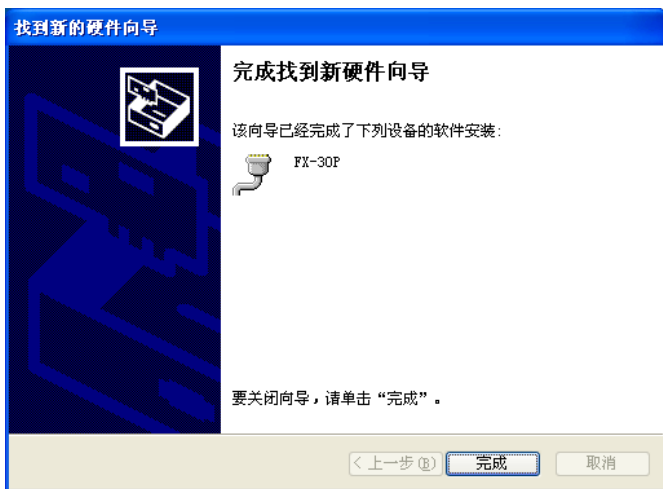 找到新的硬件向导
完成找到新硬件向导
该向导已经完成了下列设备的软件安装:
FX-30P
要关闭向导，请单击“完成”。
< 上一步(B)
完成
取消